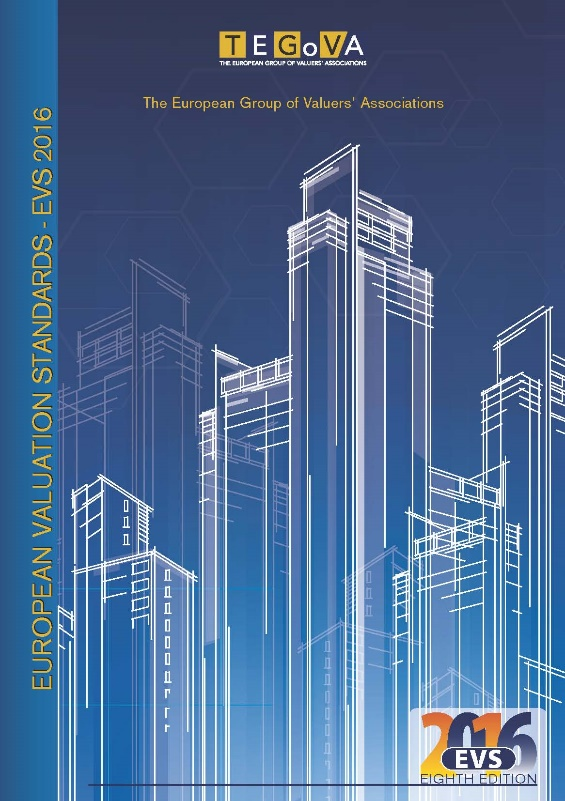 TEGoVA
THE EUROPEAN GROUP OF VALUERS' ASSOCIATIONS
The European Group of Valuers' Associations
EUROPEAN VALUATION STANDARDS - EVS 2016
2016
EVS
EIGHTH EDITION